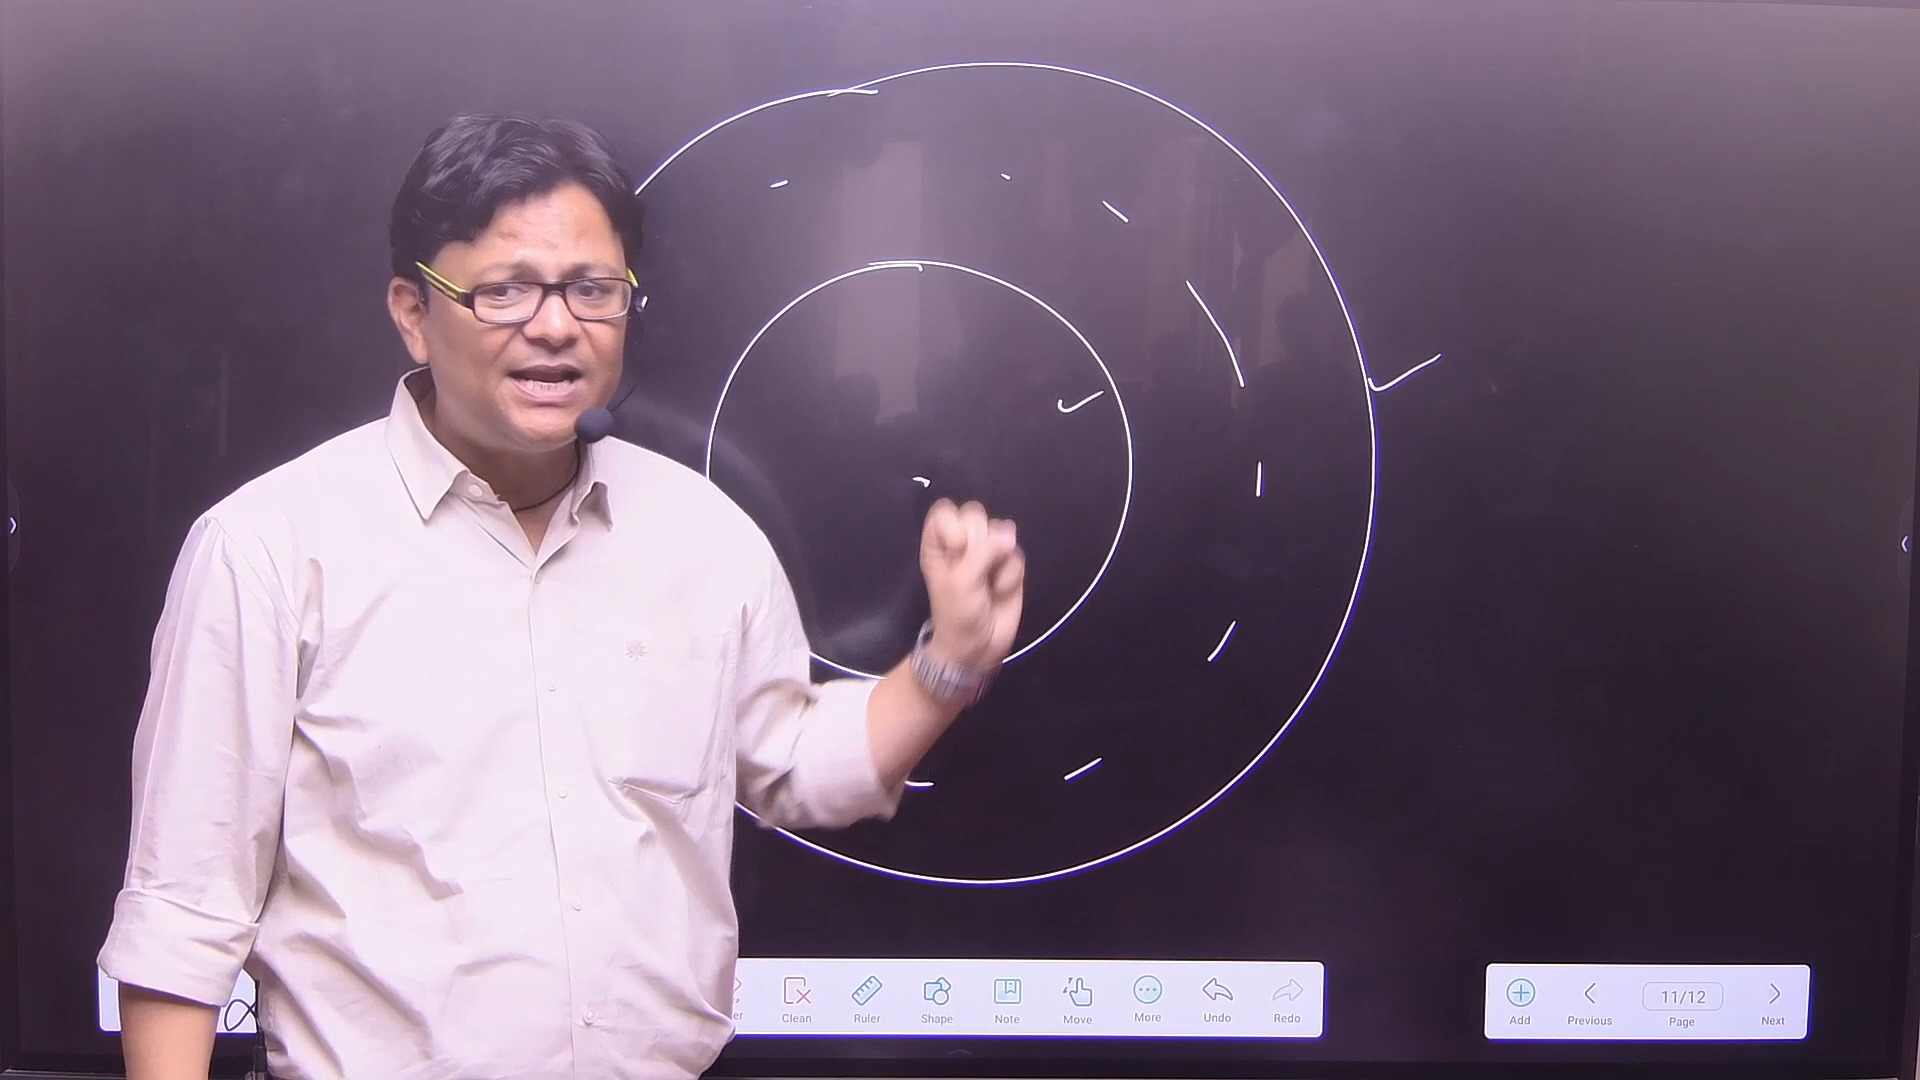 Clean
Ruler
Shape
Note
Move
More
Undo
Redo
Add
Previous
11/12
Page
Next